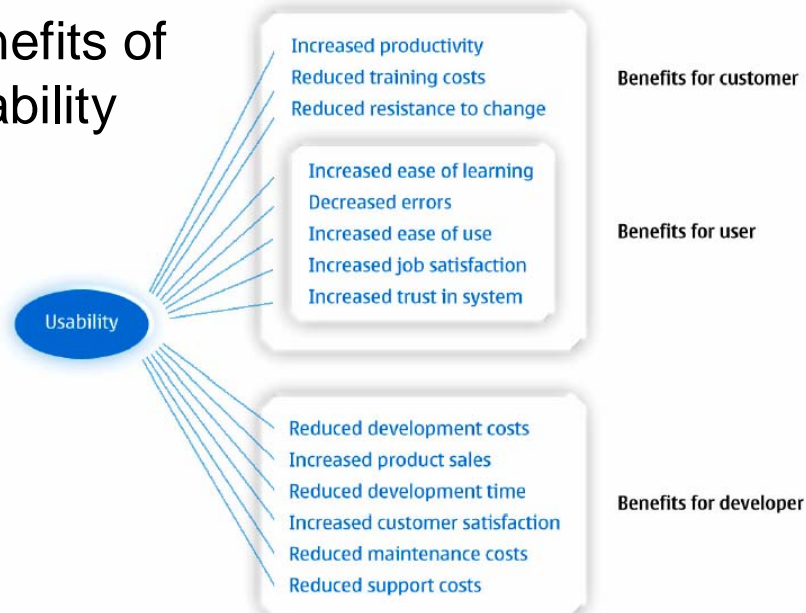 nefits of
ability
Increased productivity
Reduced training costs
Reduced resistance to change
Benefits for customer
Increased ease of learning
Decreased errors
Increased ease of use
Increased job satisfaction
Increased trust in system
Benefits for user
Usability
Reduced development costs
Increased product sales
Reduced development time
Increased customer satisfaction
Reduced maintenance costs
Reduced support costs
Benefits for developer